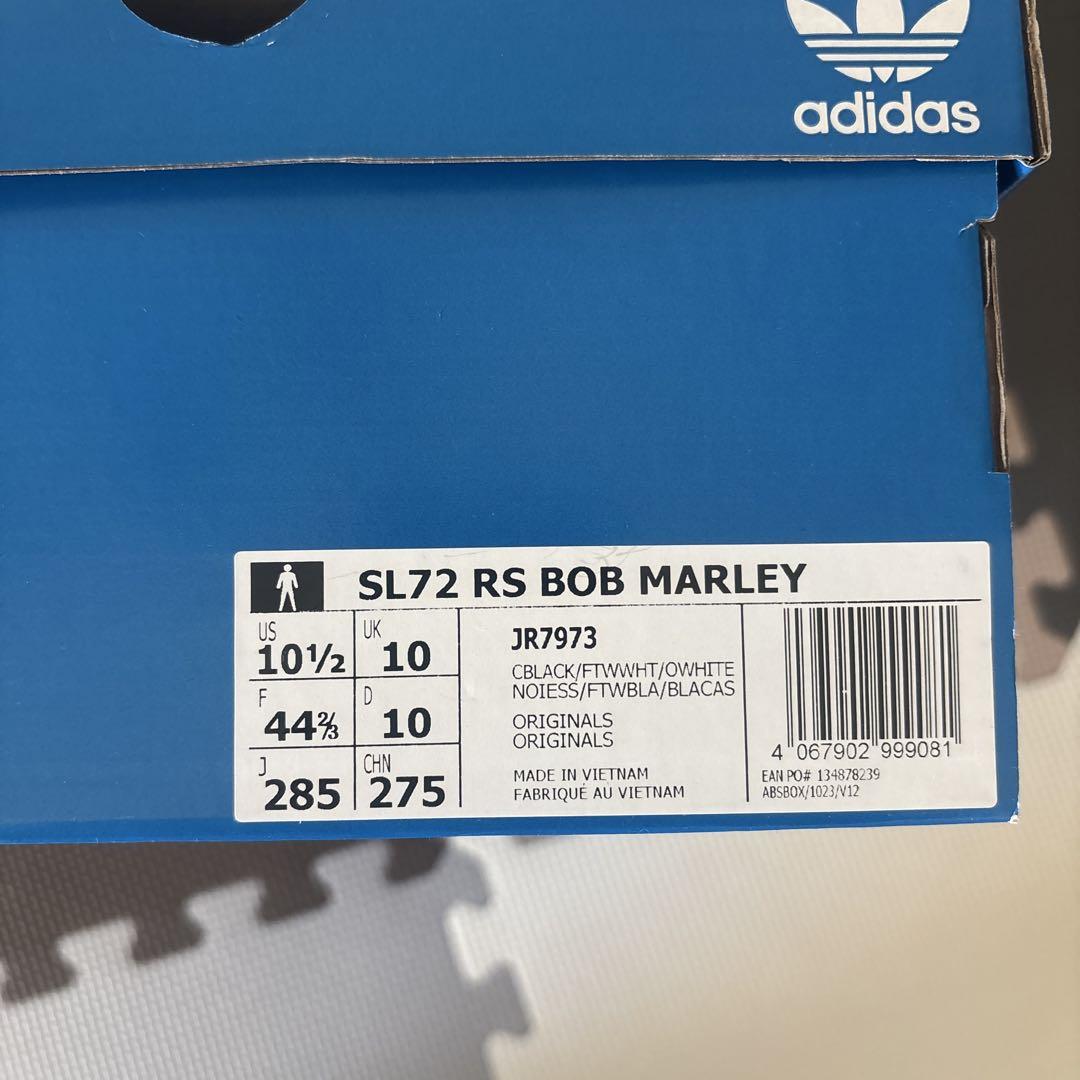 adidas
SL72 RS BOB MARLEY
US
10½
UK
10
F
44⅔
D
10
J
285
CHN
275
JR7973
CBLACK/FTWWHT/OWHITE
NOIESS/FTWBLA/BLACAS
ORIGINALS
ORIGINALS
MADE IN VIETNAM
FABRIQUÉ AU VIETNAM
4 067902 999081
EAN PO# 134878239
ABSBOX/1023/V12